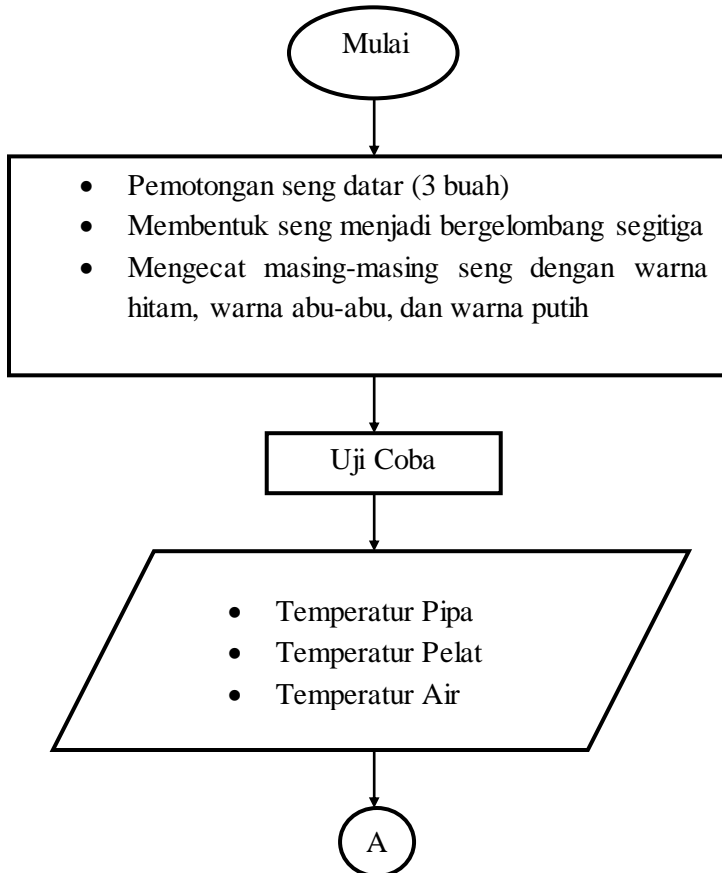 Mulai
• Pemotongan seng datar (3 buah)
• Membentuk seng menjadi bergelombang segitiga
• Mengecat masing-masing seng dengan warna
hitam, warna abu-abu, dan warna putih
Uji Coba
• Temperatur Pipa
• Temperatur Pelat
• Temperatur Air
A